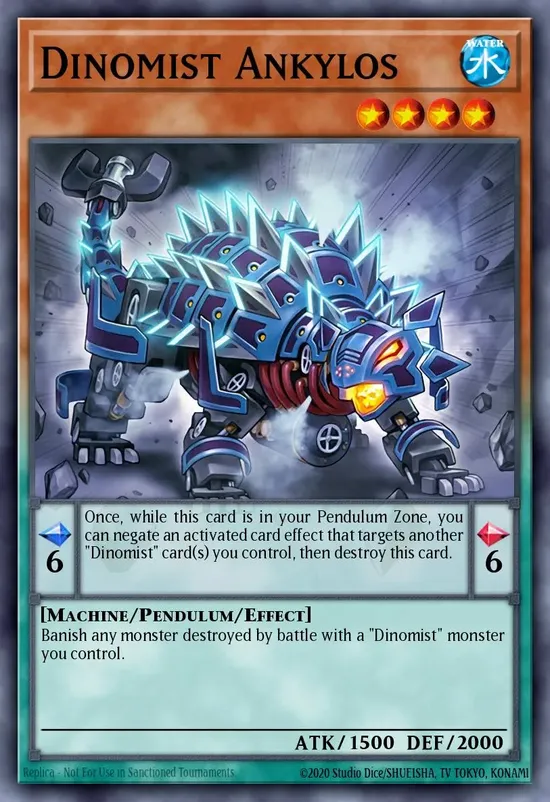 DINOMIST ANKYLOS
WATER
水
Once, while this card is in your Pendulum Zone, you
can negate an activated card effect that targets another
"Dinomist" card(s) you control, then destroy this card.
6
6
[MACHINE/PENDULUM/EFFECT]
Banish any monster destroyed by battle with a "Dinomist" monster
you control.
ATK/1500 DEF/2000
Replica - Not For Use in Sanctioned Tournaments
©2020 Studio Dice/SHUEISHA, TV TOKYO, KONAMI